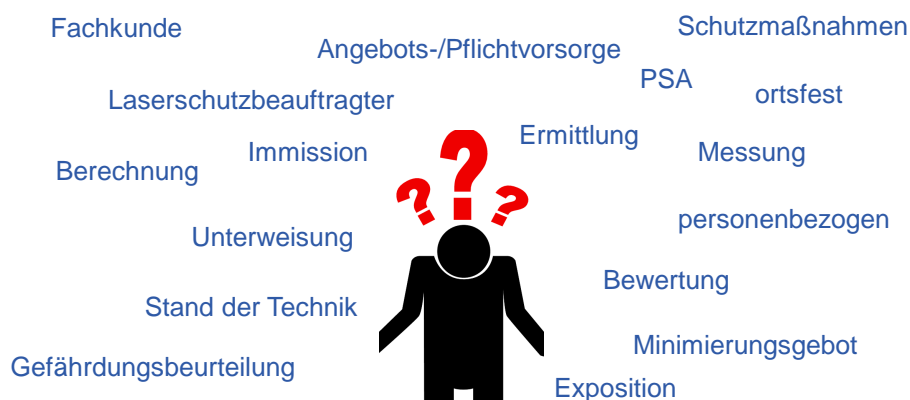 Fachkunde
Schutzmaßnahmen
Angebots-/Pflichtvorsorge
PSA
ortsfest
Laserschutzbeauftragter
Ermittlung
Immission
Messung
Berechnung
personenbezogen
Unterweisung
Bewertung
Stand der Technik
Minimierungsgebot
Gefährdungsbeurteilung
Exposition
? ? ?